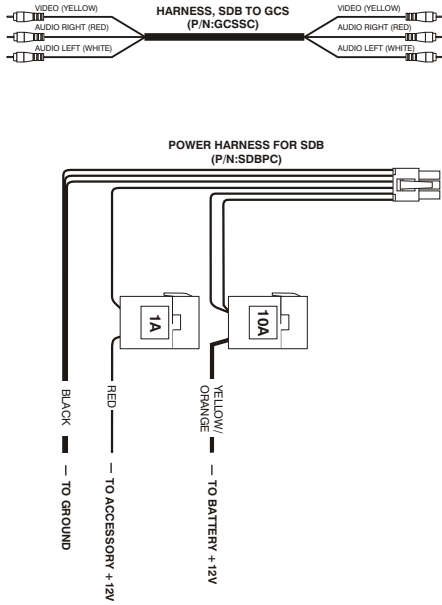 HARNESS, SDB TO GCS
(P/N:GCSSC)
VIDEO (YELLOW)
VIDEO (YELLOW)
AUDIO RIGHT (RED)
AUDIO RIGHT (RED)
AUDIO LEFT (WHITE)
AUDIO LEFT (WHITE)
POWER HARNESS FOR SDB
(P/N:SDBPC)
1A
10A
BLACK
— TO GROUND
RED
— TO ACCESSORY + 12V
YELLOW/
ORANGE
— TO BATTERY + 12V